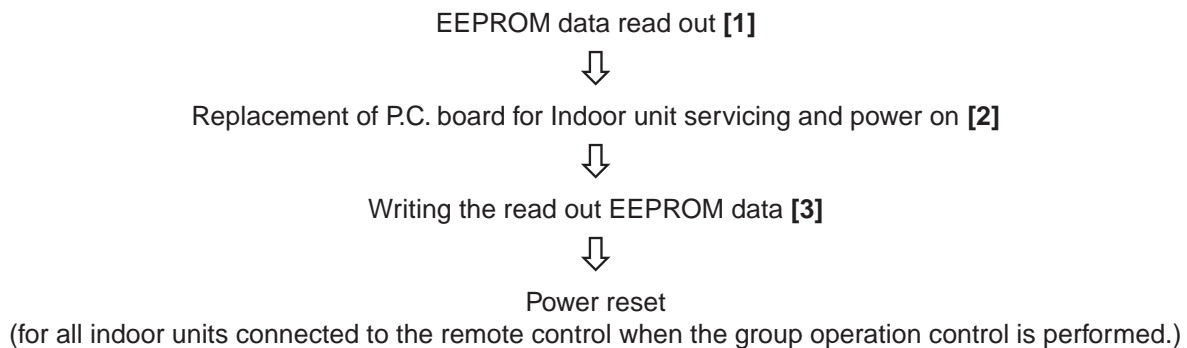 EEPROM data read out [1]
Replacement of P.C. board for Indoor unit servicing and power on [2]
Writing the read out EEPROM data [3]
Power reset
(for all indoor units connected to the remote control when the group operation control is performed.)